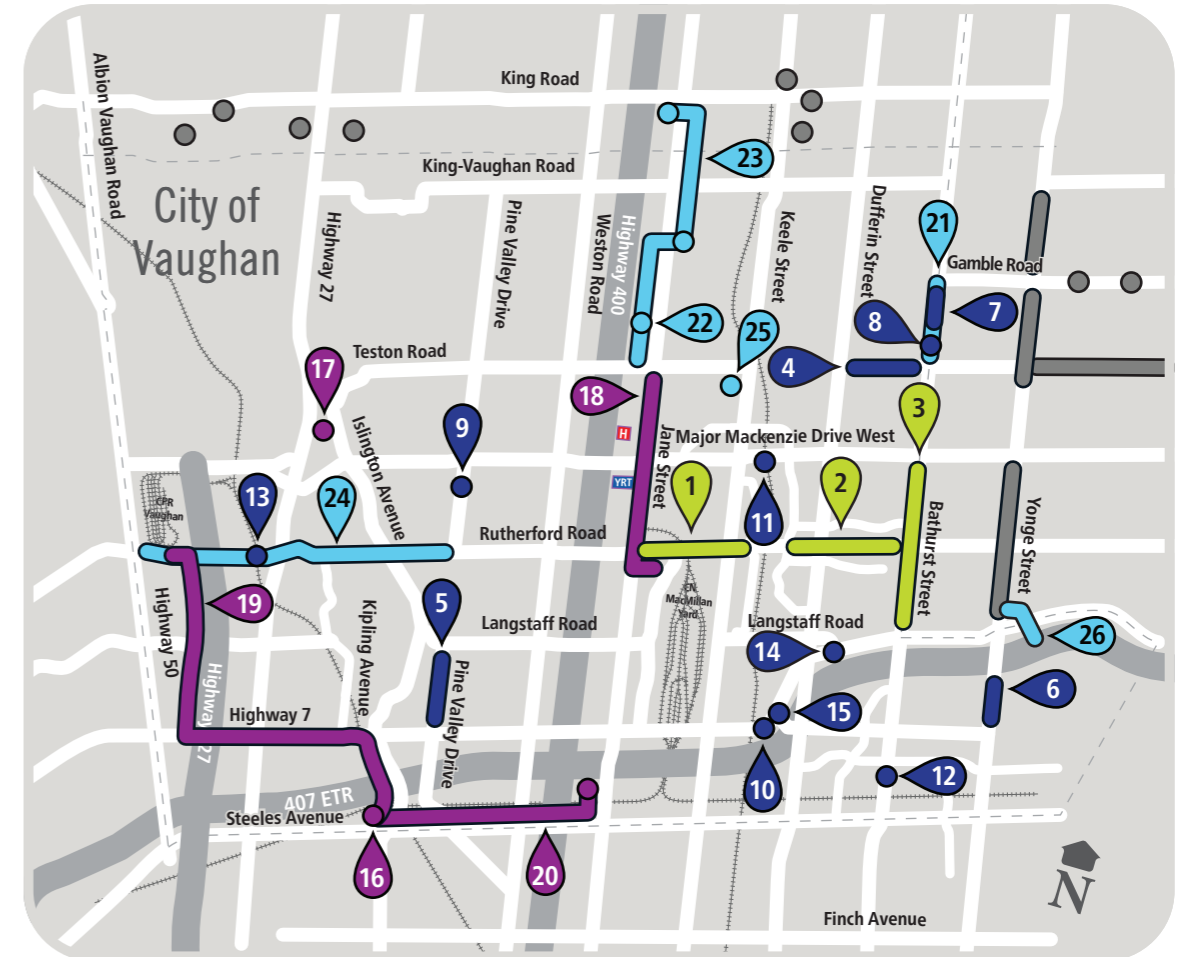 King Road
Albion Vaughan Road
King-Vaughan Road
23
City of
Vaughan
Highway 27
Pine Valley Drive
Weston Road
Highway 400
Keele Street
Dufferin Street
21
Gamble Road
22
25
8
7
Teston Road
17
4
18
3
9
Islington Avenue
Jane Street
Major Mackenzie Drive West
H
YRT
1
2
CPR
Vaughan
13
24
11
Bathurst Street
Yonge Street
Rutherford Road
CN
MacMillan
Yard
19
Highway 50
Kipling Avenue
5
Langstaff Road
Langstaff Road
14
26
Pine Valley Drive
6
Highway 7
15
10
12
407 ETR
Steeles Avenue
16
20
N
Finch Avenue